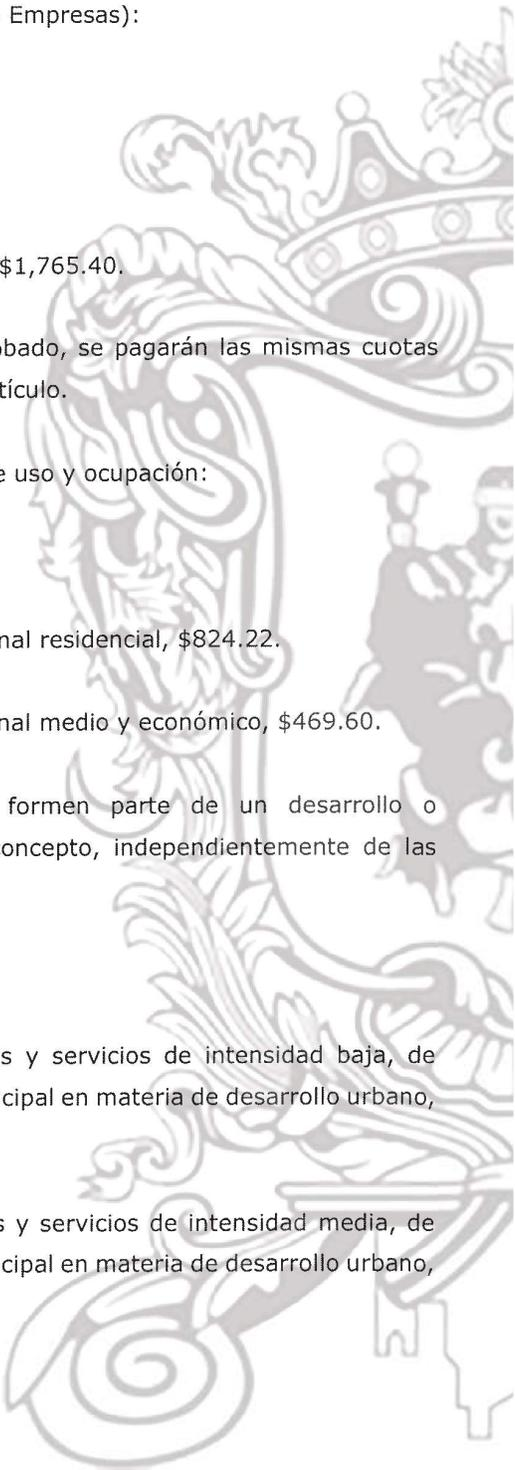 Empresas):
$1,765.40.
obado, se pagarán las mismas cuotas
tículo.
e uso y ocupación:
nal residencial, $824.22.
nal medio y económico, $469.60.
formen parte de un desarrollo o
concepto, independientemente de las
s y servicios de intensidad baja, de
cipal en materia de desarrollo urbano,
s y servicios de intensidad media, de
cipal en materia de desarrollo urbano,